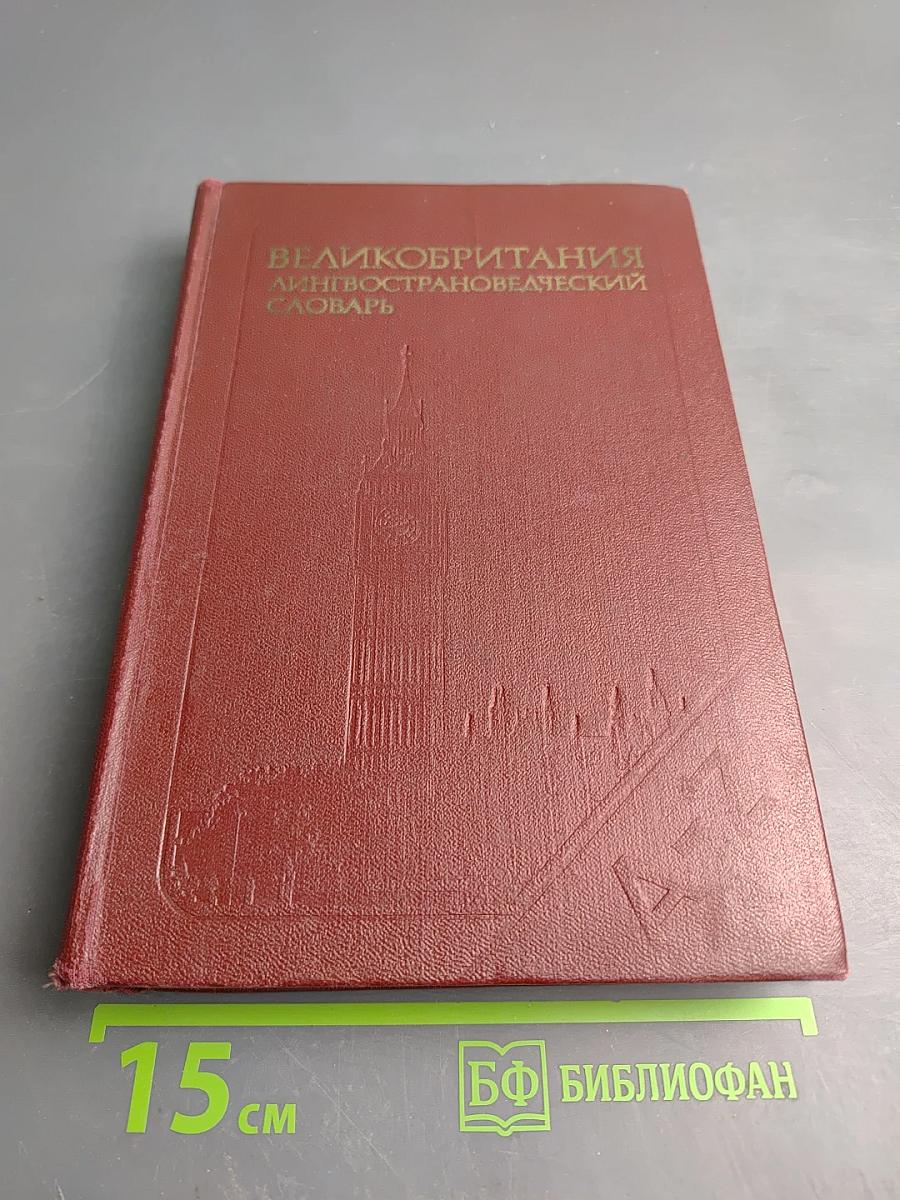 ВЕЛИКОБРИТАНИЯ
ЛИНГВОСТРАНОВЕДЧЕСКИЙ
СЛОВАРЬ
A-Z
15 см
БФ БИБЛИОФАН